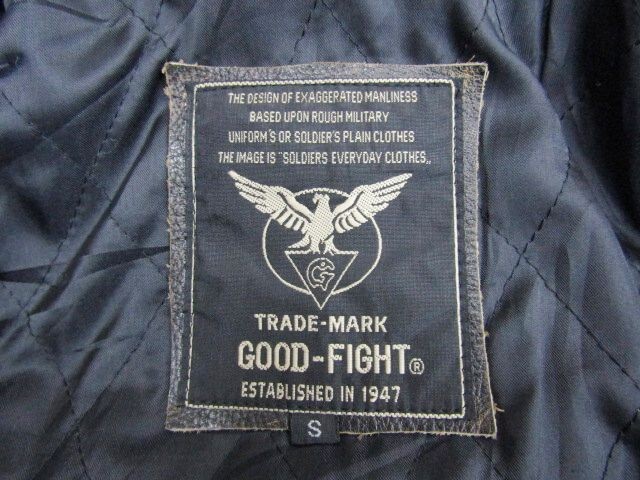 THE DESIGN OF EXAGGERATED MANLINESS
BASED UPON ROUGH MILITARY
UNIFORM'S OR SOLDIER'S PLAIN CLOTHES
THE IMAGE IS "SOLDIERS EVERYDAY CLOTHES„
G
TRADE-MARK
GOOD-FIGHT®
ESTABLISHED IN 1947
S